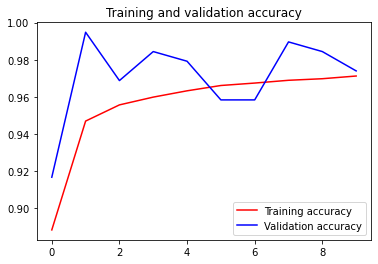 Training and validation accuracy
1.00
0.98
0.96
0.94
0.92
0.90
0 2 4 6 8
Training accuracy
Validation accuracy